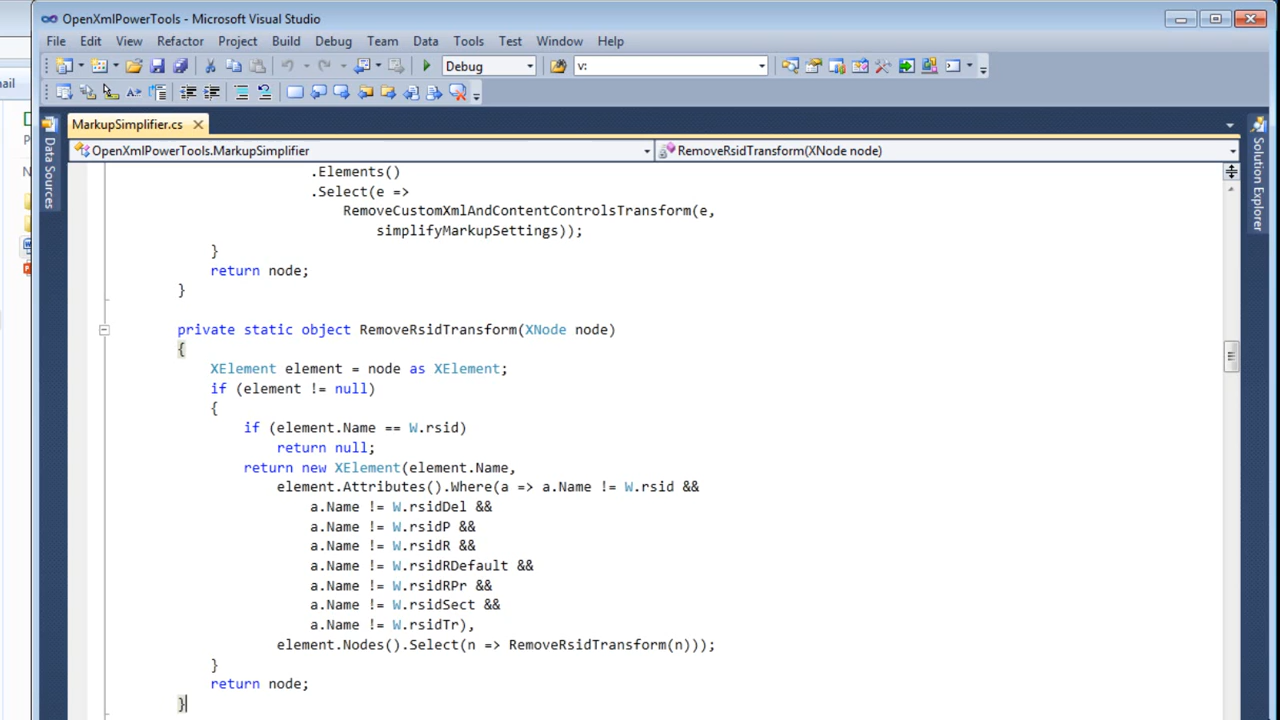 OpenXmlPowerTools - Microsoft Visual Studio
File Edit View Refactor Project Build Debug Team Data Tools Test Window Help
Debug v:
MarkupSimplifier.cs
OpenXmlPowerTools.MarkupSimplifier RemoveRsidTransform(XNode node)
Data Sources
Solution Explorer
.Elements()
.Select(e =>
RemoveCustomXmlAndContentControlsTransform(e,
simplifyMarkupSettings));
}
return node;
}
private static object RemoveRsidTransform(XNode node)
{
XElement element = node as XElement;
if (element != null)
{
if (element.Name == W.rsid)
return null;
return new XElement(element.Name,
element.Attributes().Where(a => a.Name != W.rsid &&
a.Name != W.rsidDel &&
a.Name != W.rsidP &&
a.Name != W.rsidR &&
a.Name != W.rsidRDefault &&
a.Name != W.rsidRPr &&
a.Name != W.rsidSect &&
a.Name != W.rsidTr),
element.Nodes().Select(n => RemoveRsidTransform(n)));
}
return node;
}